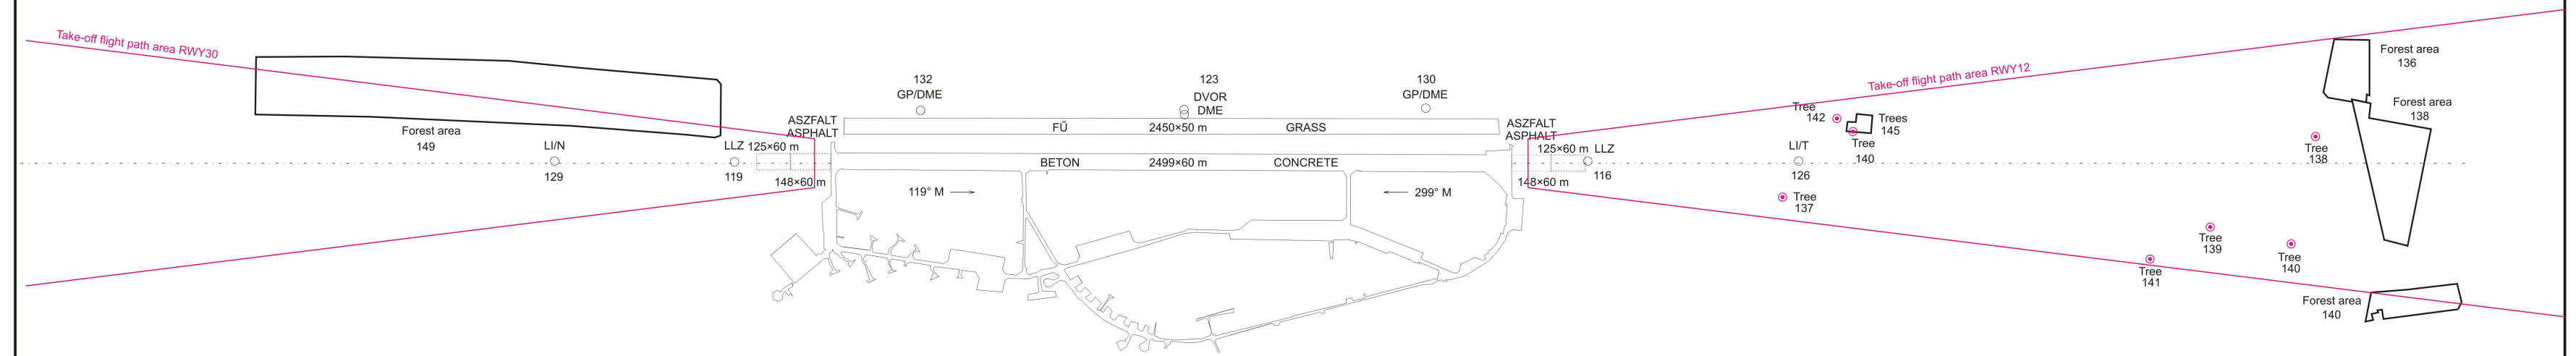 Take-off flight path area RWY30
Forest area
149
LI/N
129
LLZ
119
125×60 m
148×60 m
ASZFALT
ASPHALT
132
GP/DME
123
DVOR
DME
130
GP/DME
FŰ 2450×50 m GRASS
BETON 2499×60 m CONCRETE
119° M
299° M
ASZFALT
ASPHALT
125×60 m
148×60 m
LLZ
116
LI/T
126
Take-off flight path area RWY12
Tree
142
Trees
145
Tree
140
Tree
137
Forest area
136
Forest area
138
Tree
138
Tree
139
Tree
140
Tree
141
Forest area
140